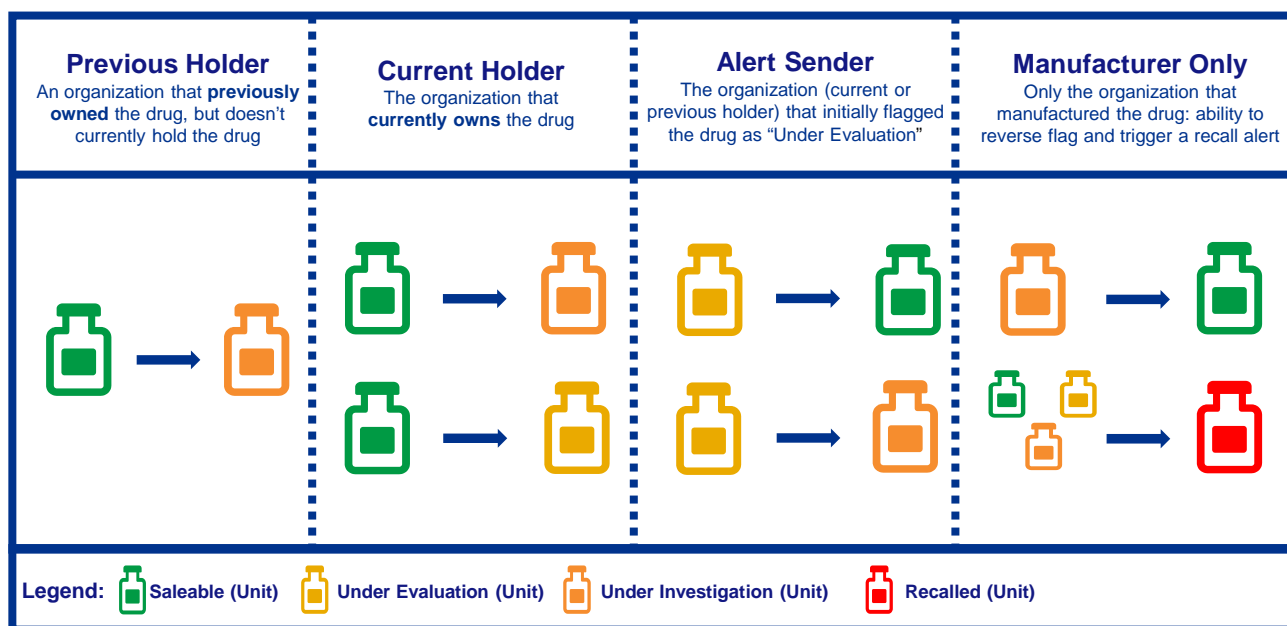 Previous Holder
An organization that previously
owned the drug, but doesn’t
currently hold the drug
Current Holder
The organization that
currently owns the drug
Alert Sender
The organization (current or
previous holder) that initially flagged
the drug as “Under Evaluation”
Manufacturer Only
Only the organization that
manufactured the drug: ability to
reverse flag and trigger a recall alert
Legend: Saleable (Unit) Under Evaluation (Unit) Under Investigation (Unit) Recalled (Unit)